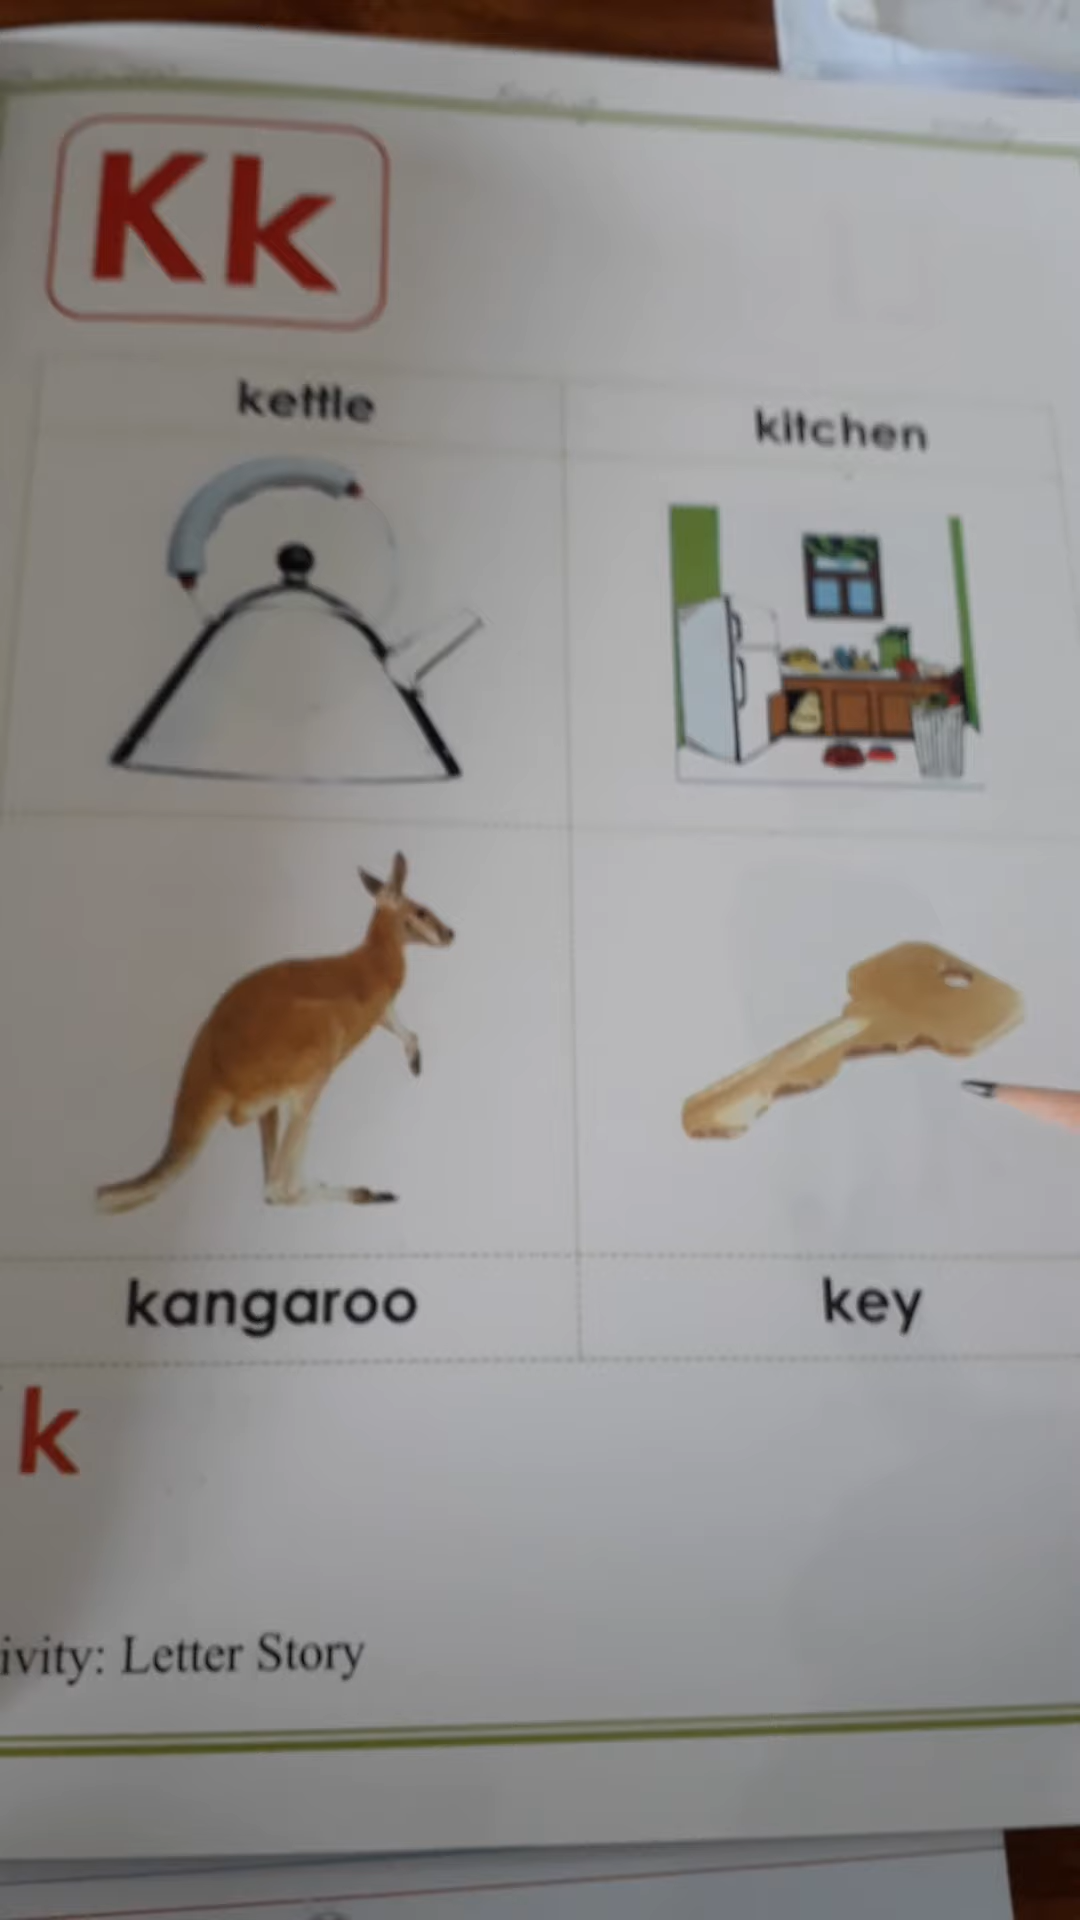 Kk
kettle
kitchen
kangaroo
key
k
ivity: Letter Story